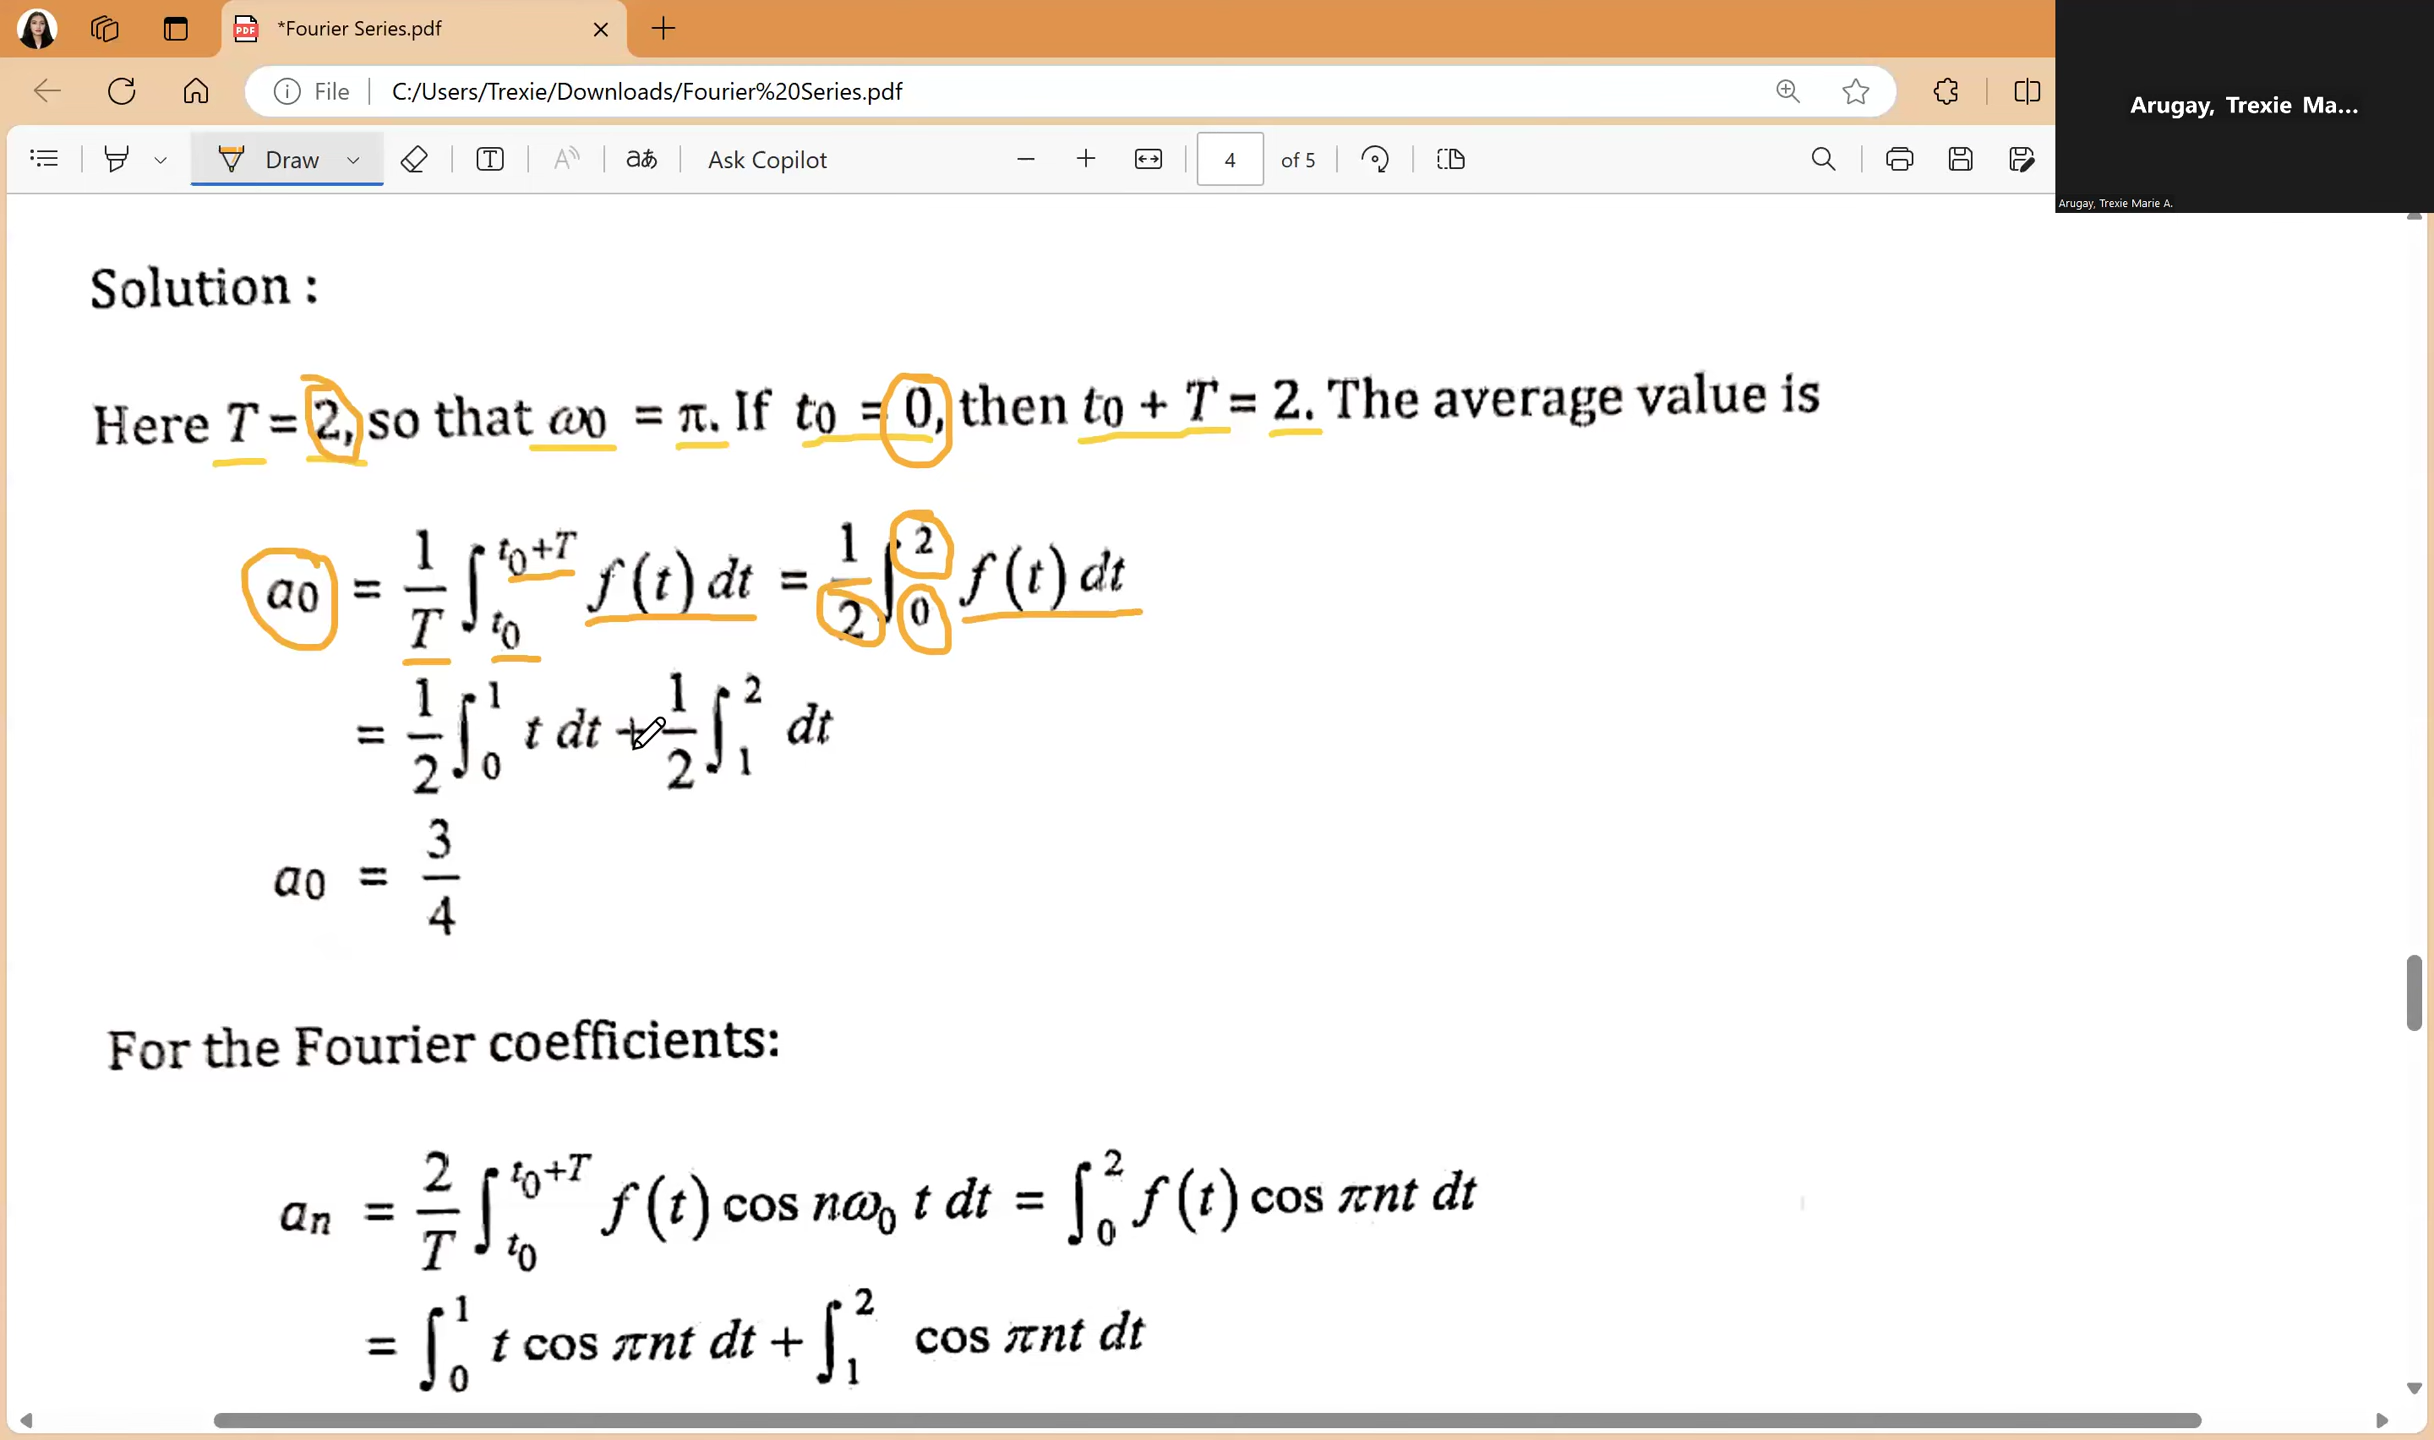 *Fourier Series.pdf
File C:/Users/Trexie/Downloads/Fourier%20Series.pdf
Arugay, Trexie Ma...
Draw T A aあ Ask Copilot 4 of 5
Arugay, Trexie Marie A.
Solution :
Here T = 2, so that ω0 = π. If t0 = 0, then t0 + T = 2. The average value is
a0 = 1/T ∫_{t0}^{t0+T} f(t) dt = 1/2 ∫_0^2 f(t) dt
= 1/2 ∫_0^1 t dt + 1/2 ∫_1^2 dt
a0 = 3/4
For the Fourier coefficients:
an = 2/T ∫_{t0}^{t0+T} f(t) cos nω0 t dt = ∫_0^2 f(t) cos πnt dt
= ∫_0^1 t cos πnt dt + ∫_1^2 cos πnt dt